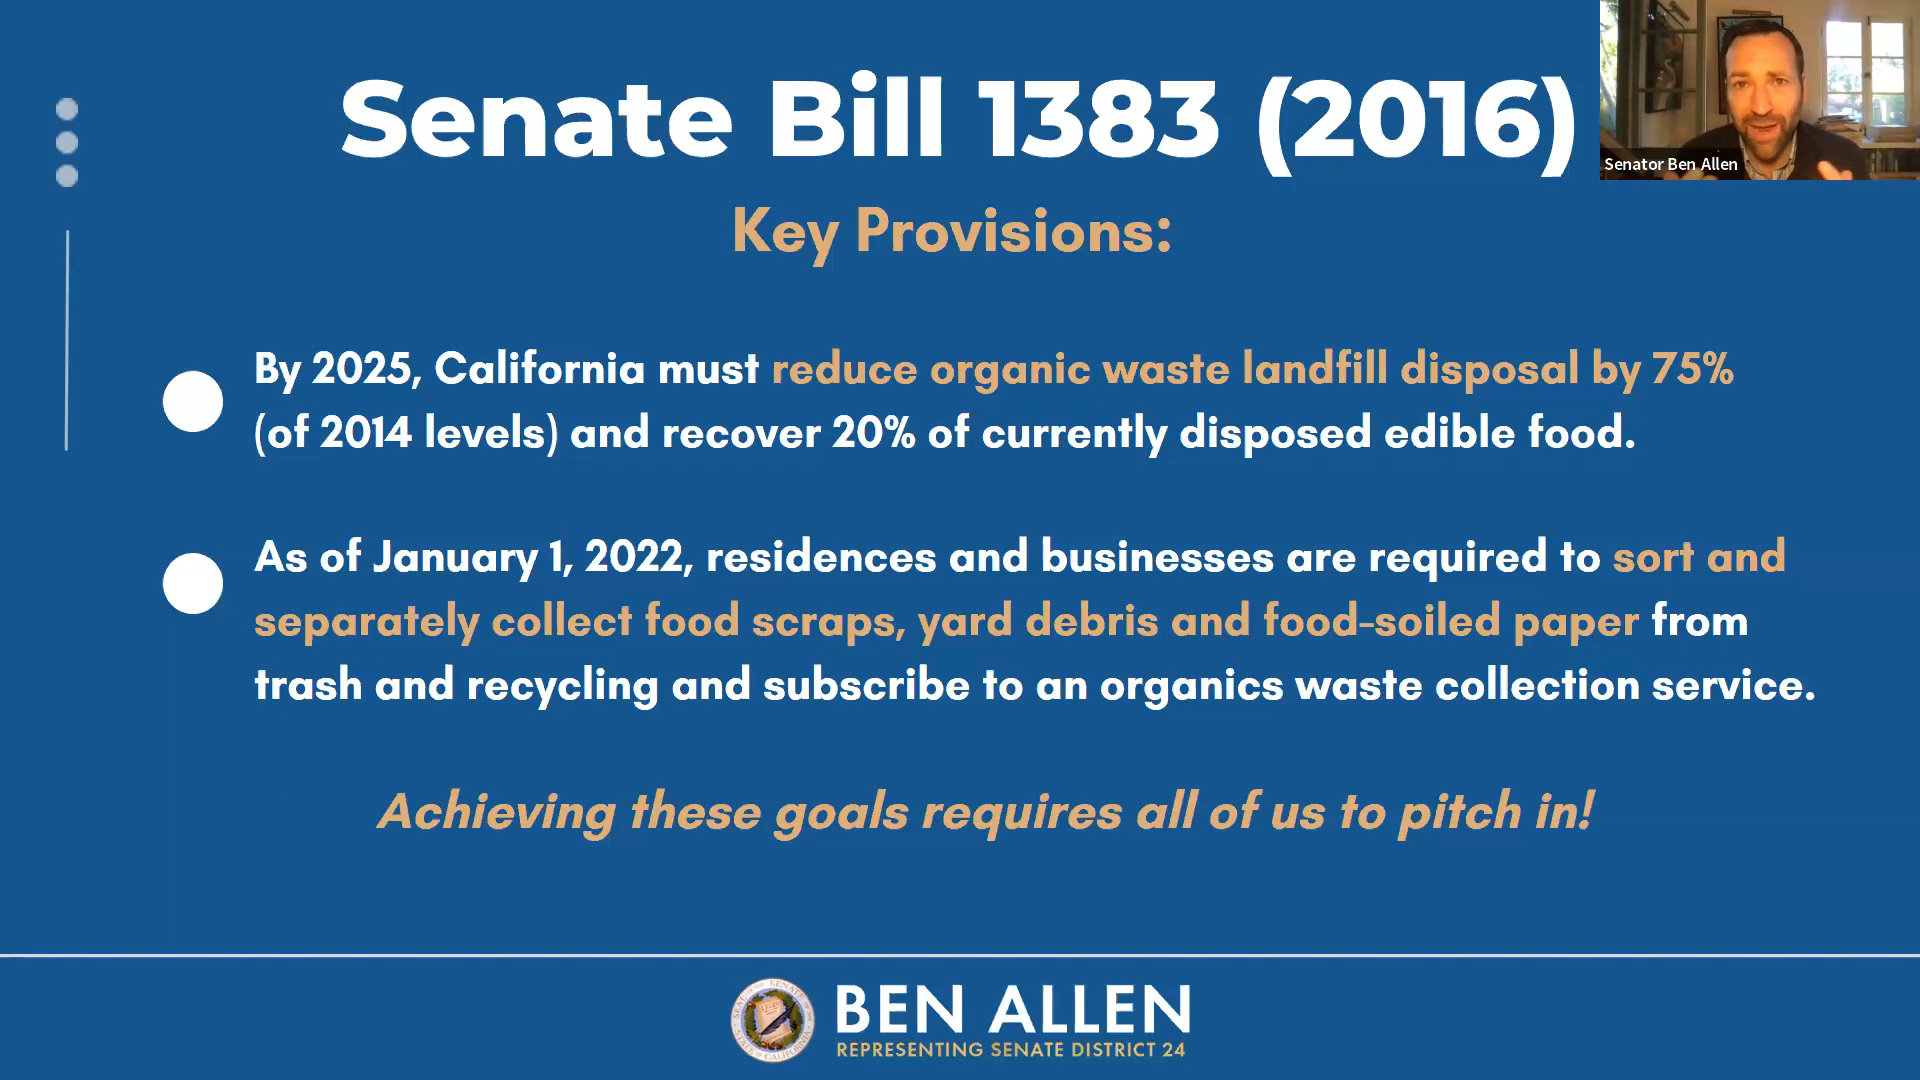 Senate Bill 1383 (2016)
Senator Ben Allen
Key Provisions:
By 2025, California must reduce organic waste landfill disposal by 75%
(of 2014 levels) and recover 20% of currently disposed edible food.
As of January 1, 2022, residences and businesses are required to sort and
separately collect food scraps, yard debris and food-soiled paper from
trash and recycling and subscribe to an organics waste collection service.
Achieving these goals requires all of us to pitch in!
BEN ALLEN
REPRESENTING SENATE DISTRICT 24